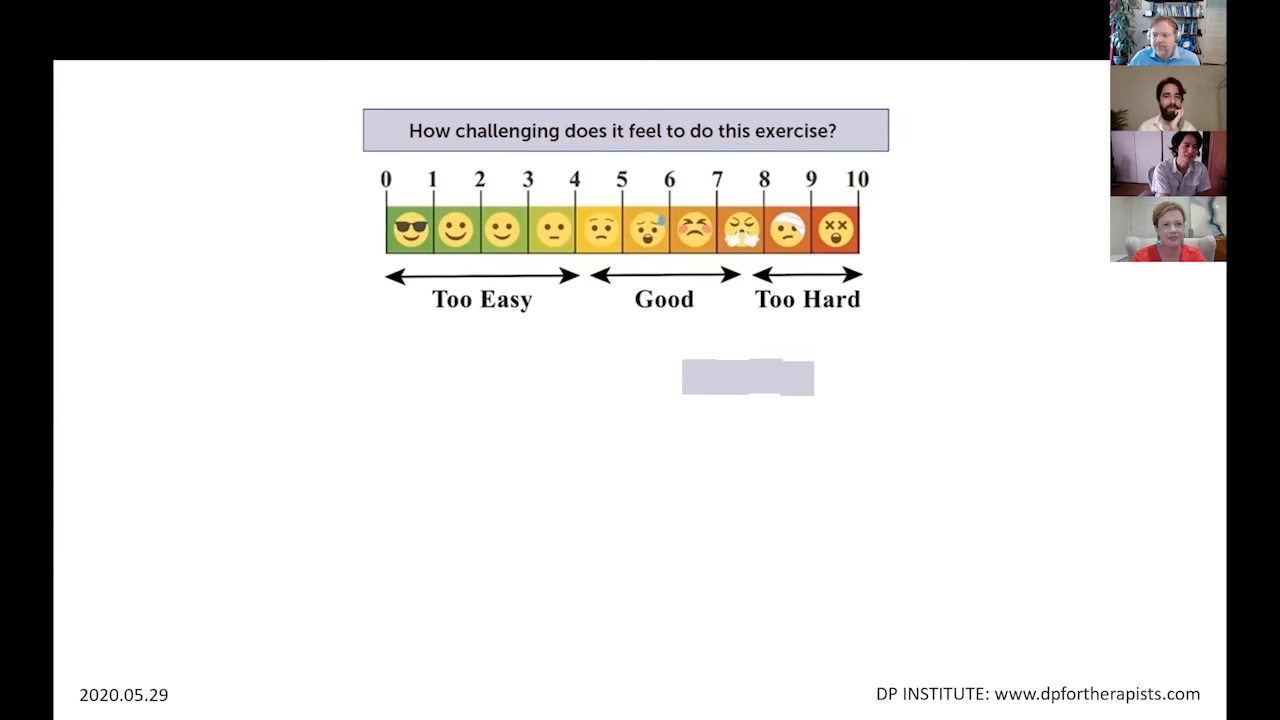 How challenging does it feel to do this exercise?
0 1 2 3 4 5 6 7 8 9 10
Too Easy Good Too Hard
2020.05.29 DP INSTITUTE: www.dpfortherapists.com